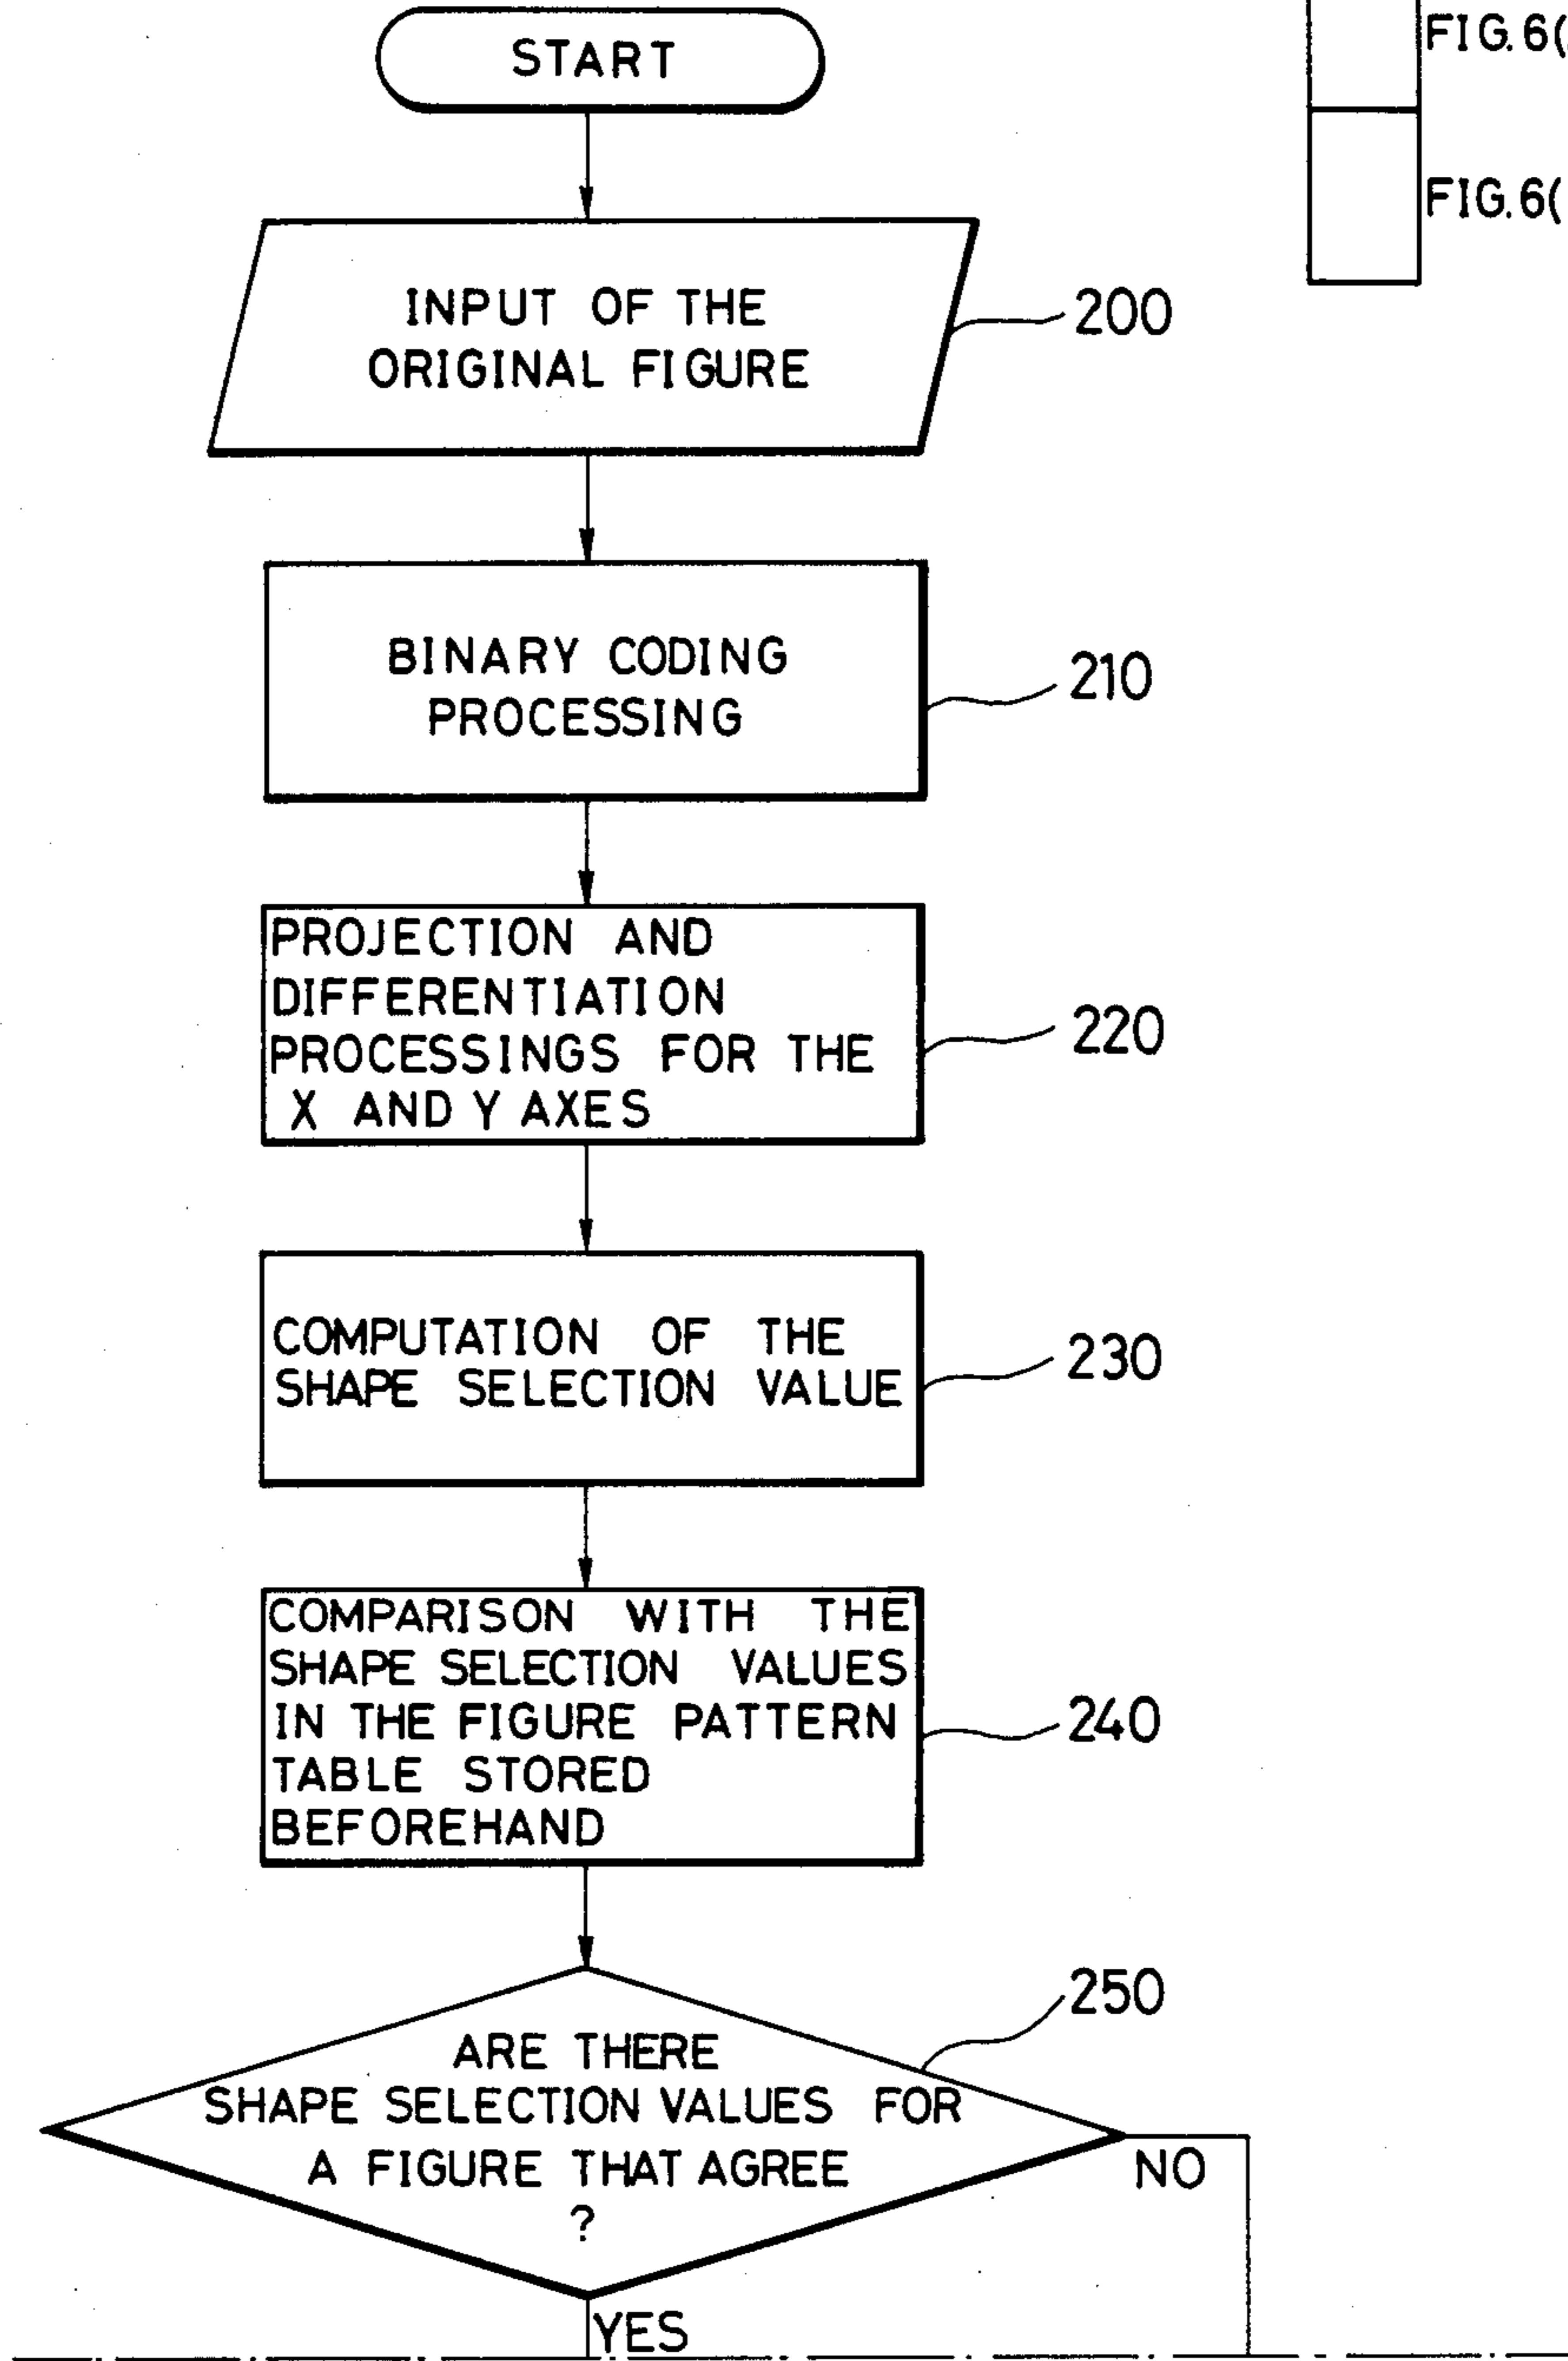 START
FIG.6(
FIG.6(
INPUT OF THE
ORIGINAL FIGURE
200
BINARY CODING
PROCESSING
210
PROJECTION AND
DIFFERENTIATION
PROCESSINGS FOR THE
X AND Y AXES
220
COMPUTATION OF THE
SHAPE SELECTION VALUE
230
COMPARISON WITH THE
SHAPE SELECTION VALUES
IN THE FIGURE PATTERN
TABLE STORED
BEFOREHAND
240
250
ARE THERE
SHAPE SELECTION VALUES FOR
A FIGURE THAT AGREE
?
NO
YES